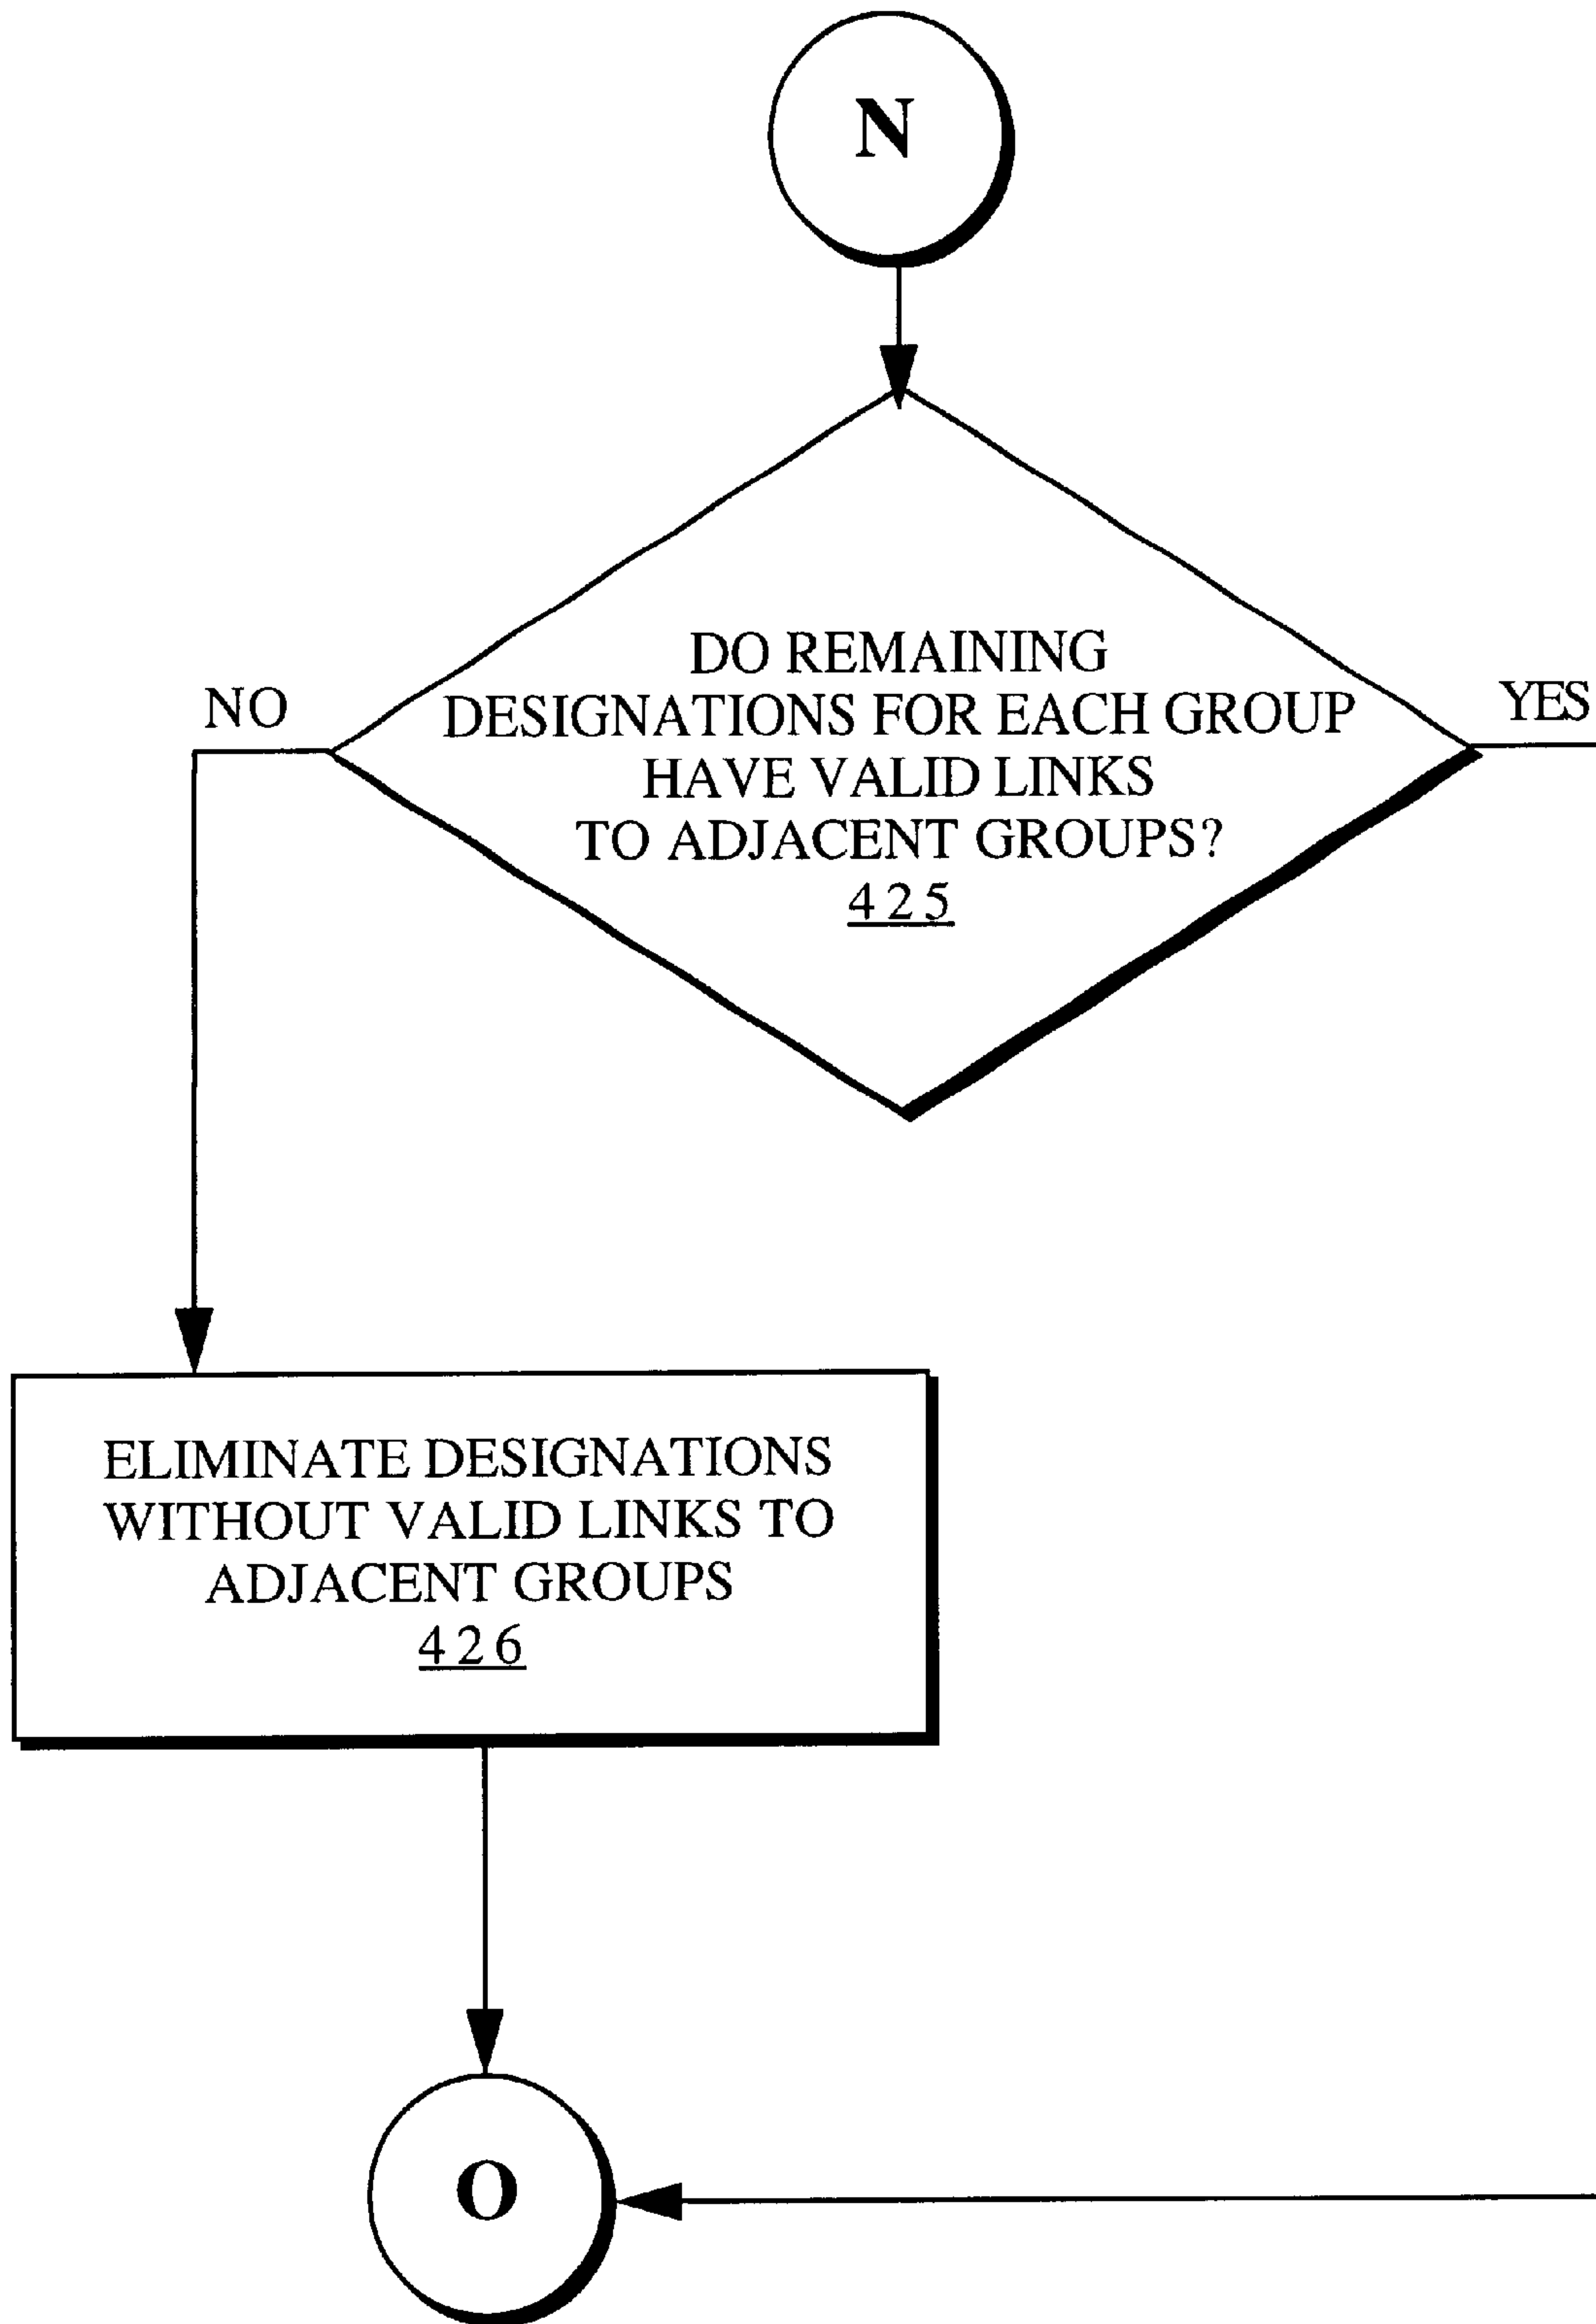 N
DO REMAINING
DESIGNATIONS FOR EACH GROUP
HAVE VALID LINKS
TO ADJACENT GROUPS?
425
NO
YES
ELIMINATE DESIGNATIONS
WITHOUT VALID LINKS TO
ADJACENT GROUPS
426
O